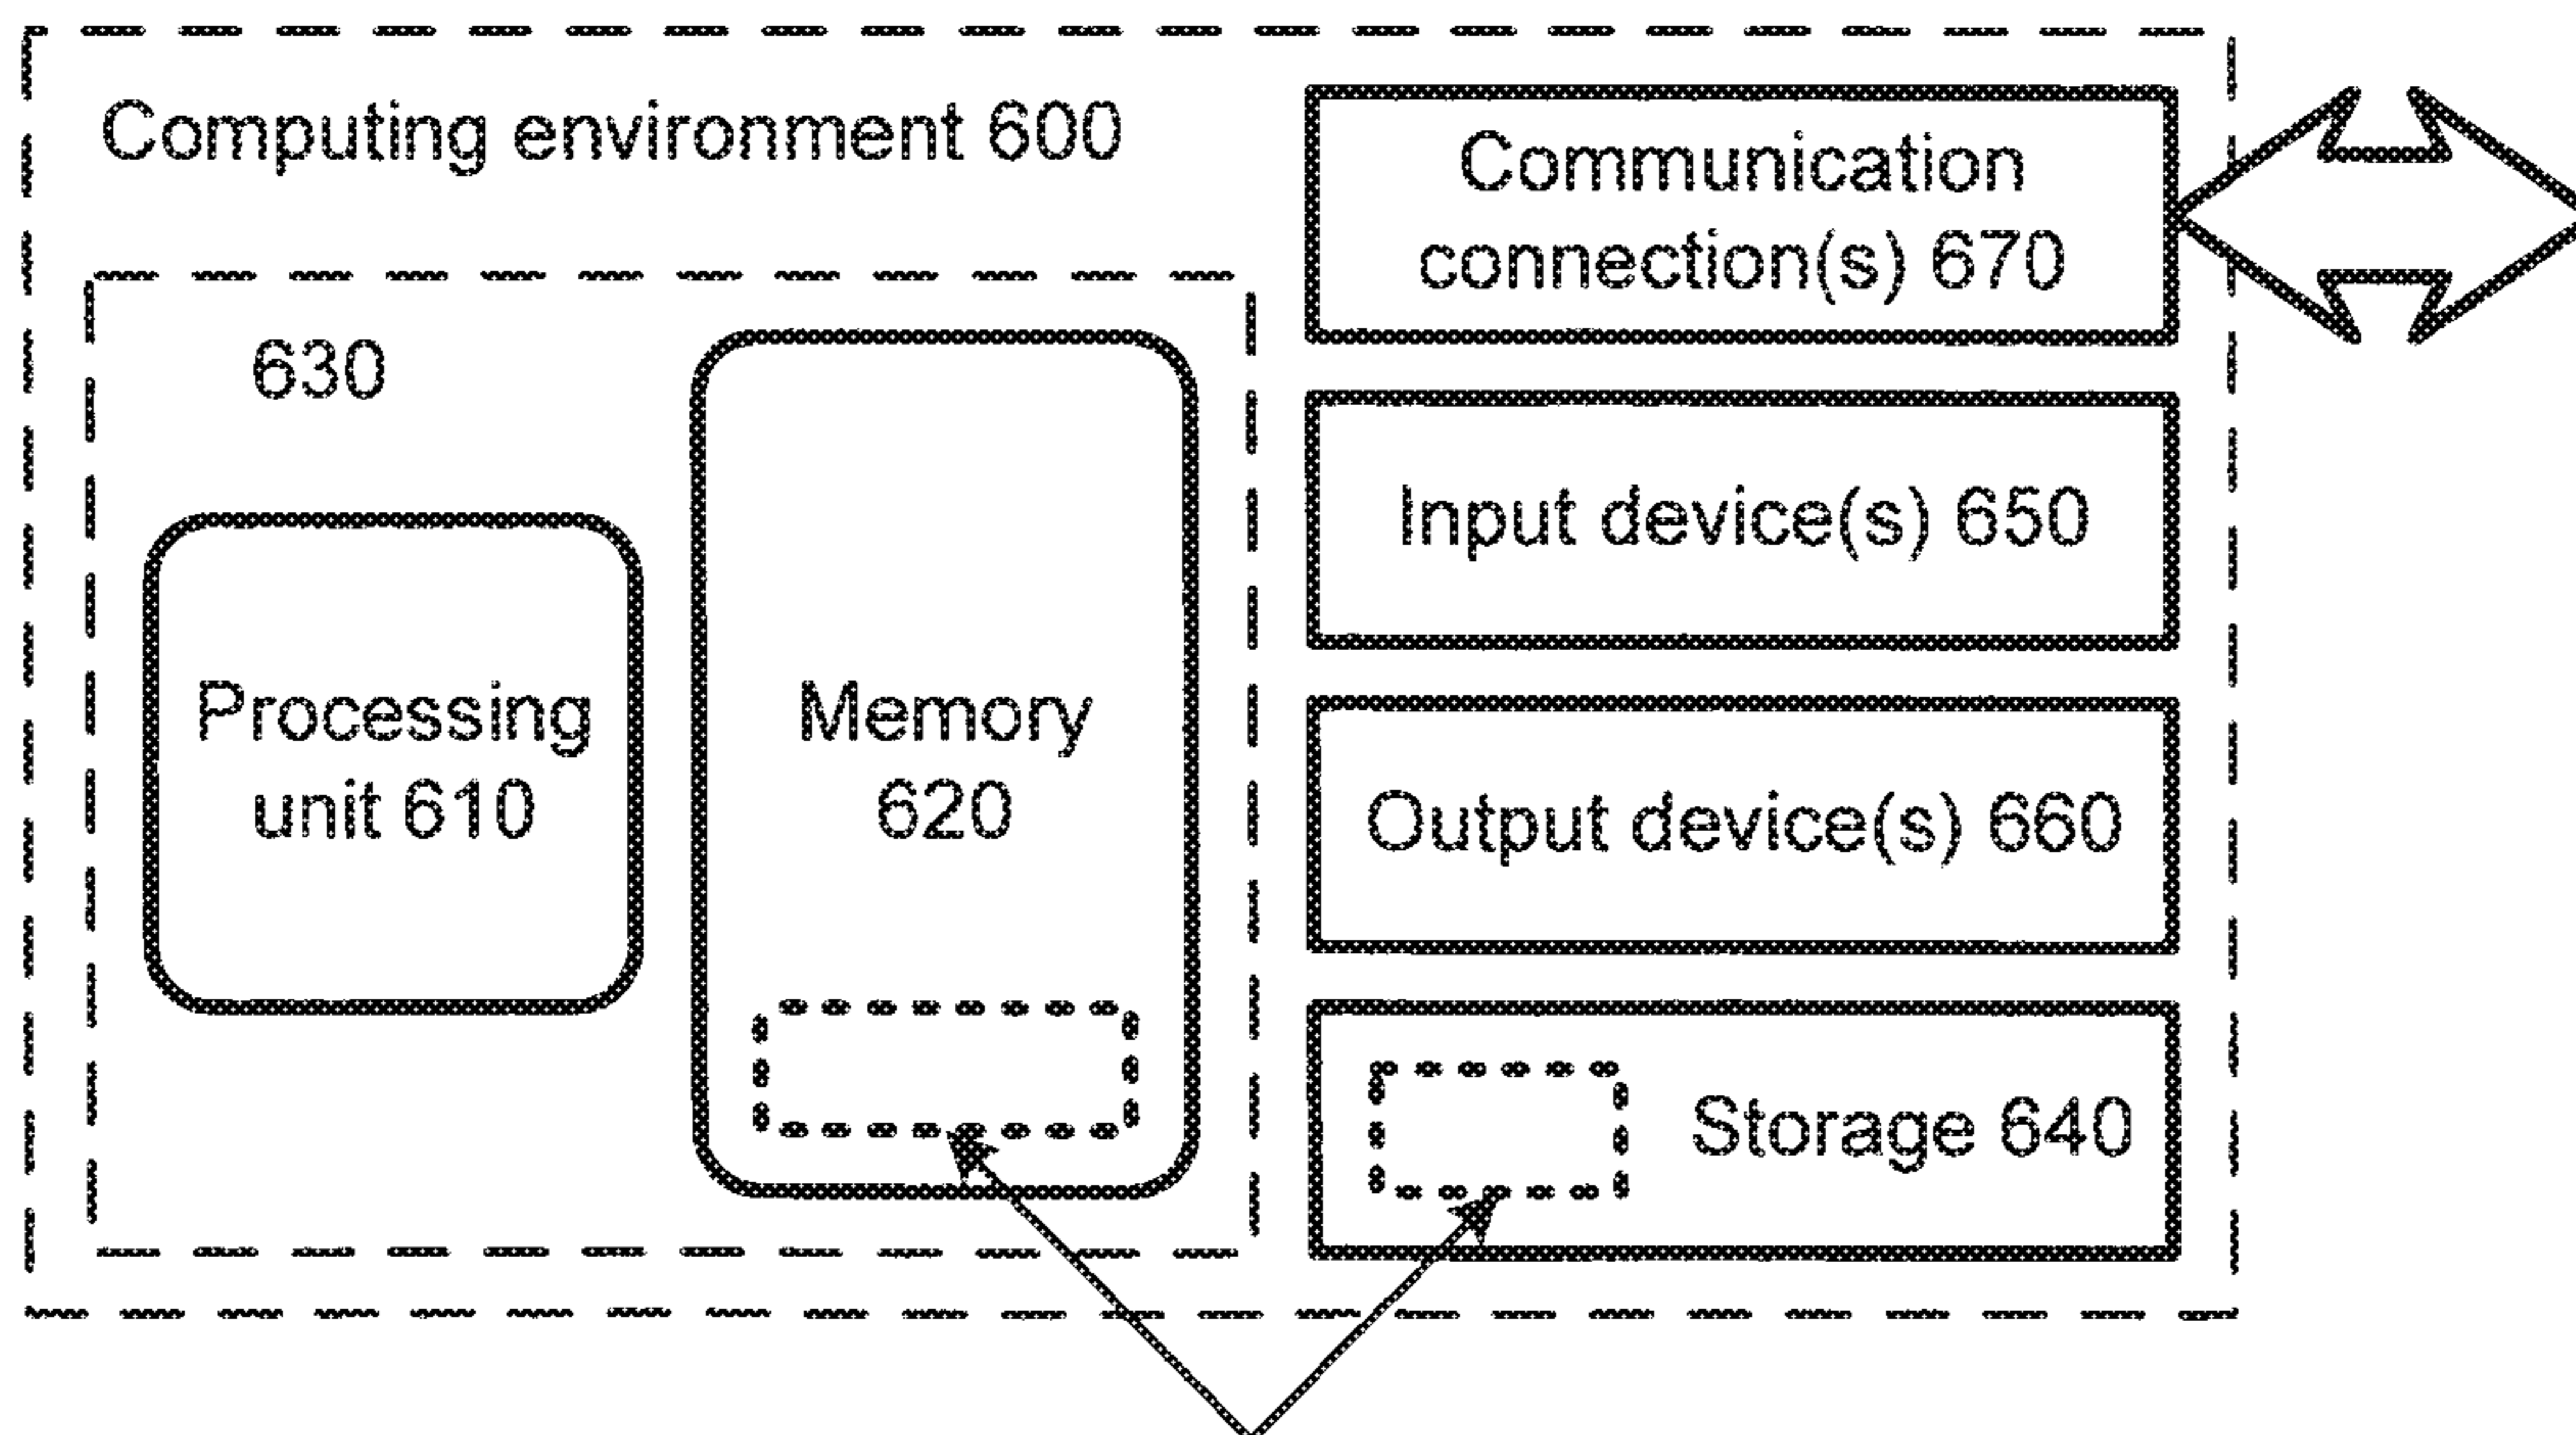 Computing environment 600
Communication
connection(s) 670
630
Input device(s) 650
Processing
unit 610
Memory
620
Output device(s) 660
Storage 640